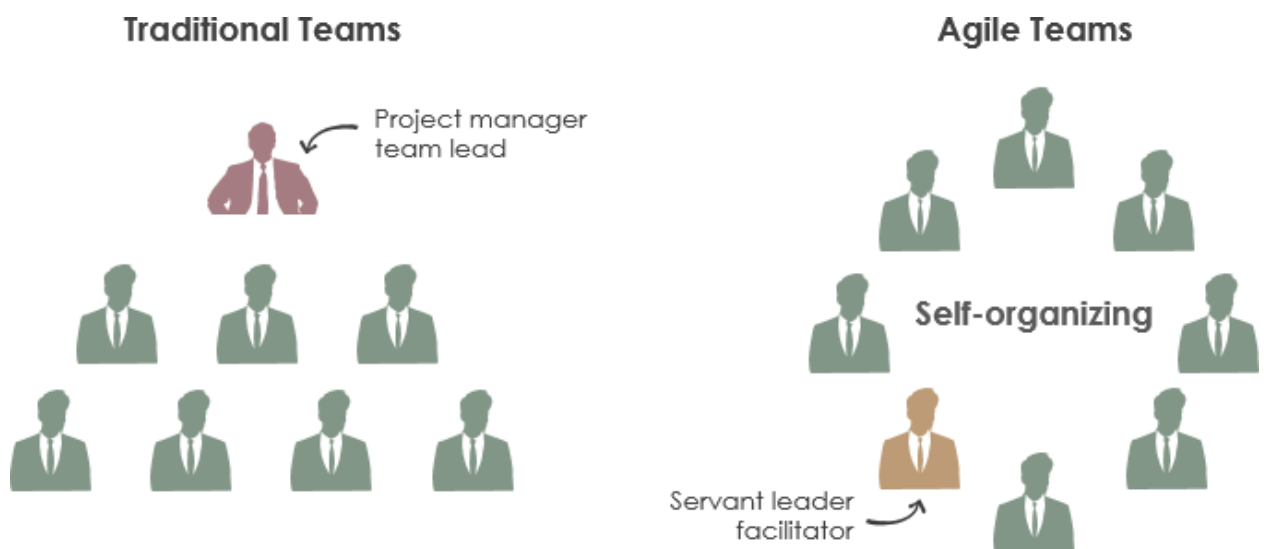 Traditional Teams
Project manager
team lead
Agile Teams
Self-organizing
Servant leader
facilitator